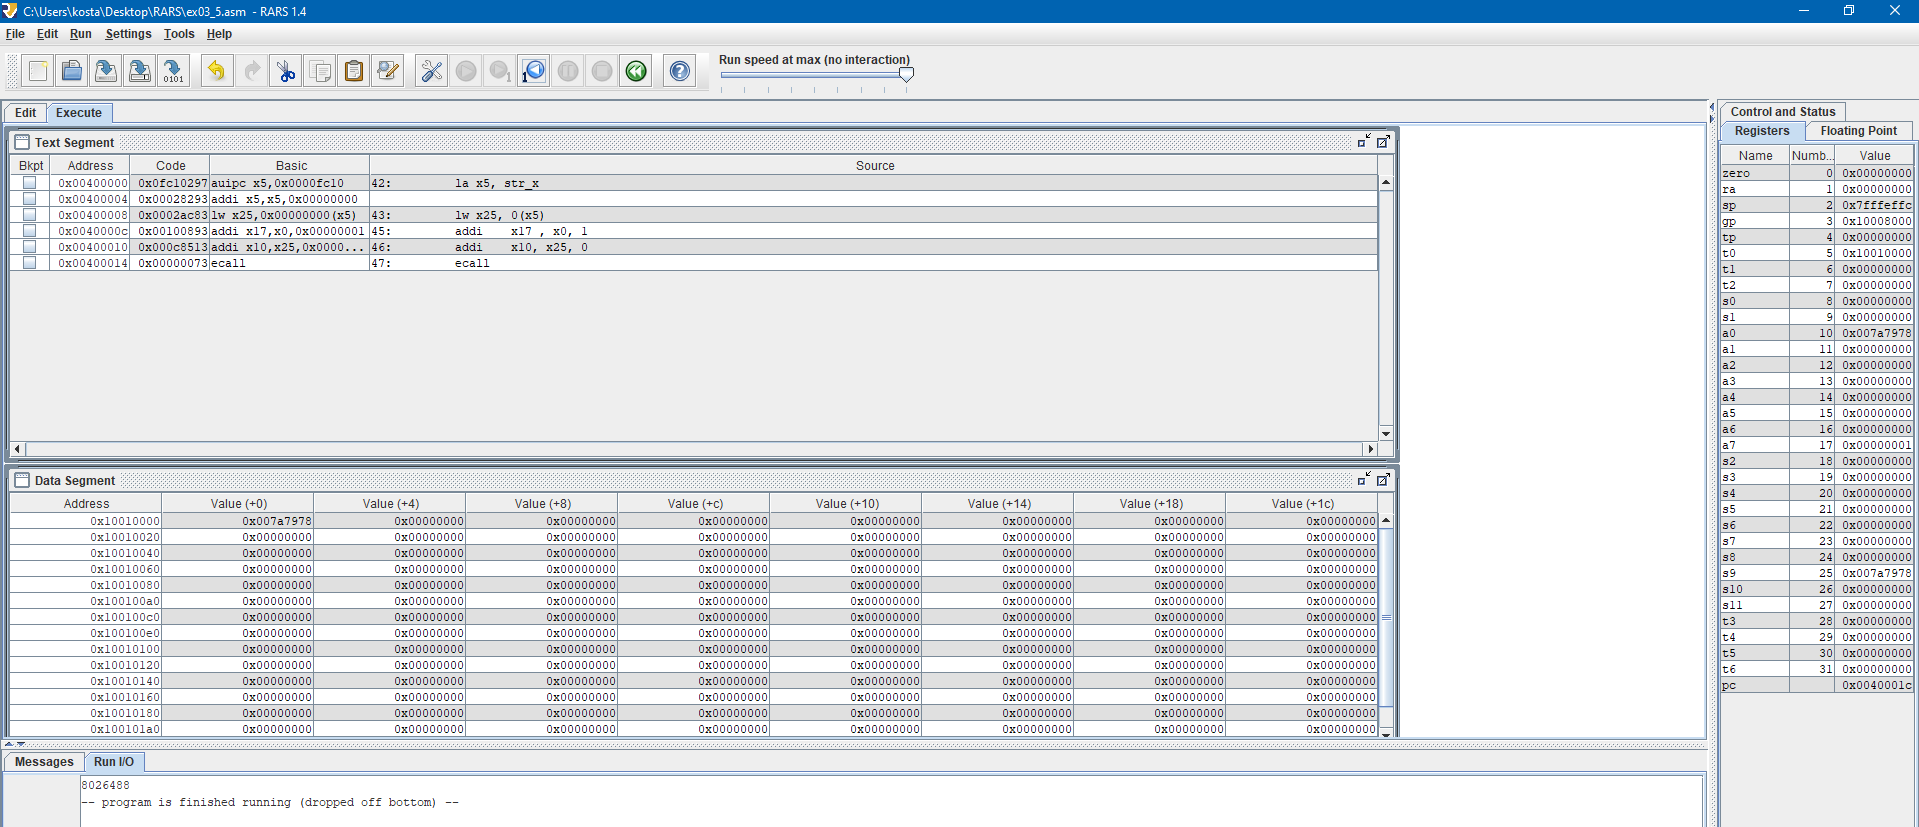 C:\Users\kosta\Desktop\RARS\ex03_5.asm - RARS 1.4
File Edit Run Settings Tools Help
Run speed at max (no interaction)
Edit Execute
Text Segment
Bkpt Address Code Basic Source
0x00400000 0x0fc10297 auipc x5,0x0000fc10 42: la x5, str_x
0x00400004 0x00028293 addi x5,x5,0x00000000
0x00400008 0x0002ac83 lw x25,0x00000000(x5) 43: lw x25, 0(x5)
0x0040000c 0x00100893 addi x17,x0,0x00000001 45: addi x17 , x0, 1
0x00400010 0x000c8513 addi x10,x25,0x0000... 46: addi x10, x25, 0
0x00400014 0x00000073 ecall 47: ecall
Data Segment
Address Value (+0) Value (+4) Value (+8) Value (+c) Value (+10) Value (+14) Value (+18) Value (+1c)
0x10010000 0x007a7978 0x00000000 0x00000000 0x00000000 0x00000000 0x00000000 0x00000000 0x00000000
0x10010020 0x00000000 0x00000000 0x00000000 0x00000000 0x00000000 0x00000000 0x00000000 0x00000000
0x10010040 0x00000000 0x00000000 0x00000000 0x00000000 0x00000000 0x00000000 0x00000000 0x00000000
0x10010060 0x00000000 0x00000000 0x00000000 0x00000000 0x00000000 0x00000000 0x00000000 0x00000000
0x10010080 0x00000000 0x00000000 0x00000000 0x00000000 0x00000000 0x00000000 0x00000000 0x00000000
0x100100a0 0x00000000 0x00000000 0x00000000 0x00000000 0x00000000 0x00000000 0x00000000 0x00000000
0x100100c0 0x00000000 0x00000000 0x00000000 0x00000000 0x00000000 0x00000000 0x00000000 0x00000000
0x100100e0 0x00000000 0x00000000 0x00000000 0x00000000 0x00000000 0x00000000 0x00000000 0x00000000
0x10010100 0x00000000 0x00000000 0x00000000 0x00000000 0x00000000 0x00000000 0x00000000 0x00000000
0x10010120 0x00000000 0x00000000 0x00000000 0x00000000 0x00000000 0x00000000 0x00000000 0x00000000
0x10010140 0x00000000 0x00000000 0x00000000 0x00000000 0x00000000 0x00000000 0x00000000 0x00000000
0x10010160 0x00000000 0x00000000 0x00000000 0x00000000 0x00000000 0x00000000 0x00000000 0x00000000
0x10010180 0x00000000 0x00000000 0x00000000 0x00000000 0x00000000 0x00000000 0x00000000 0x00000000
0x100101a0 0x00000000 0x00000000 0x00000000 0x00000000 0x00000000 0x00000000 0x00000000 0x00000000
Messages Run I/O
8026488
-- program is finished running (dropped off bottom) --
Control and Status
Registers Floating Point
Name Numb... Value
zero 0 0x00000000
ra 1 0x00000000
sp 2 0x7fffeffc
gp 3 0x10008000
tp 4 0x00000000
t0 5 0x10010000
t1 6 0x00000000
t2 7 0x00000000
s0 8 0x00000000
s1 9 0x00000000
a0 10 0x007a7978
a1 11 0x00000000
a2 12 0x00000000
a3 13 0x00000000
a4 14 0x00000000
a5 15 0x00000000
a6 16 0x00000000
a7 17 0x00000001
s2 18 0x00000000
s3 19 0x00000000
s4 20 0x00000000
s5 21 0x00000000
s6 22 0x00000000
s7 23 0x00000000
s8 24 0x00000000
s9 25 0x007a7978
s10 26 0x00000000
s11 27 0x00000000
t3 28 0x00000000
t4 29 0x00000000
t5 30 0x00000000
t6 31 0x00000000
pc 0x0040001c